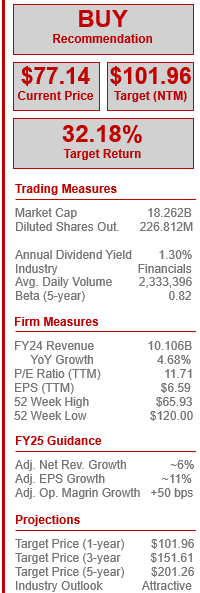 BUY
Recommendation
$77.14
Current Price
$101.96
Target (NTM)
32.18%
Target Return
Trading Measures
Market Cap 18.262B
Diluted Shares Out. 226.812M
Annual Dividend Yield 1.30%
Industry Financials
Avg. Daily Volume 2,333,396
Beta (5-year) 0.82
Firm Measures
FY24 Revenue 10.106B
YoY Growth 4.68%
P/E Ratio (TTM) 11.71
EPS (TTM) $6.59
52 Week High $65.93
52 Week Low $120.00
FY25 Guidance
Adj. Net Rev. Growth ~6%
Adj. EPS Growth ~11%
Adj. Op. Magrin Growth +50 bps
Projections
Target Price (1-year) $101.96
Target Price (3-year $151.61
Target Price (5-year) $201.26
Industry Outlook Attractive